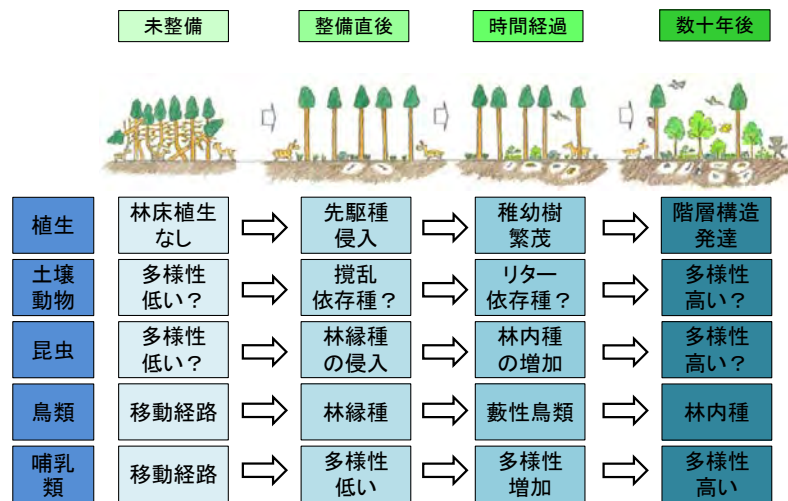 未整備
整備直後
時間経過
数十年後
植生
林床植生
なし
先駆種
侵入
稚幼樹
繁茂
階層構造
発達
土壌
動物
多様性
低い？
撹乱
依存種？
リター
依存種？
多様性
高い？
昆虫
多様性
低い？
林縁種
の侵入
林内種
の増加
多様性
高い？
鳥類
移動経路
林縁種
藪性鳥類
林内種
哺乳
類
移動経路
多様性
低い
多様性
増加
多様性
高い